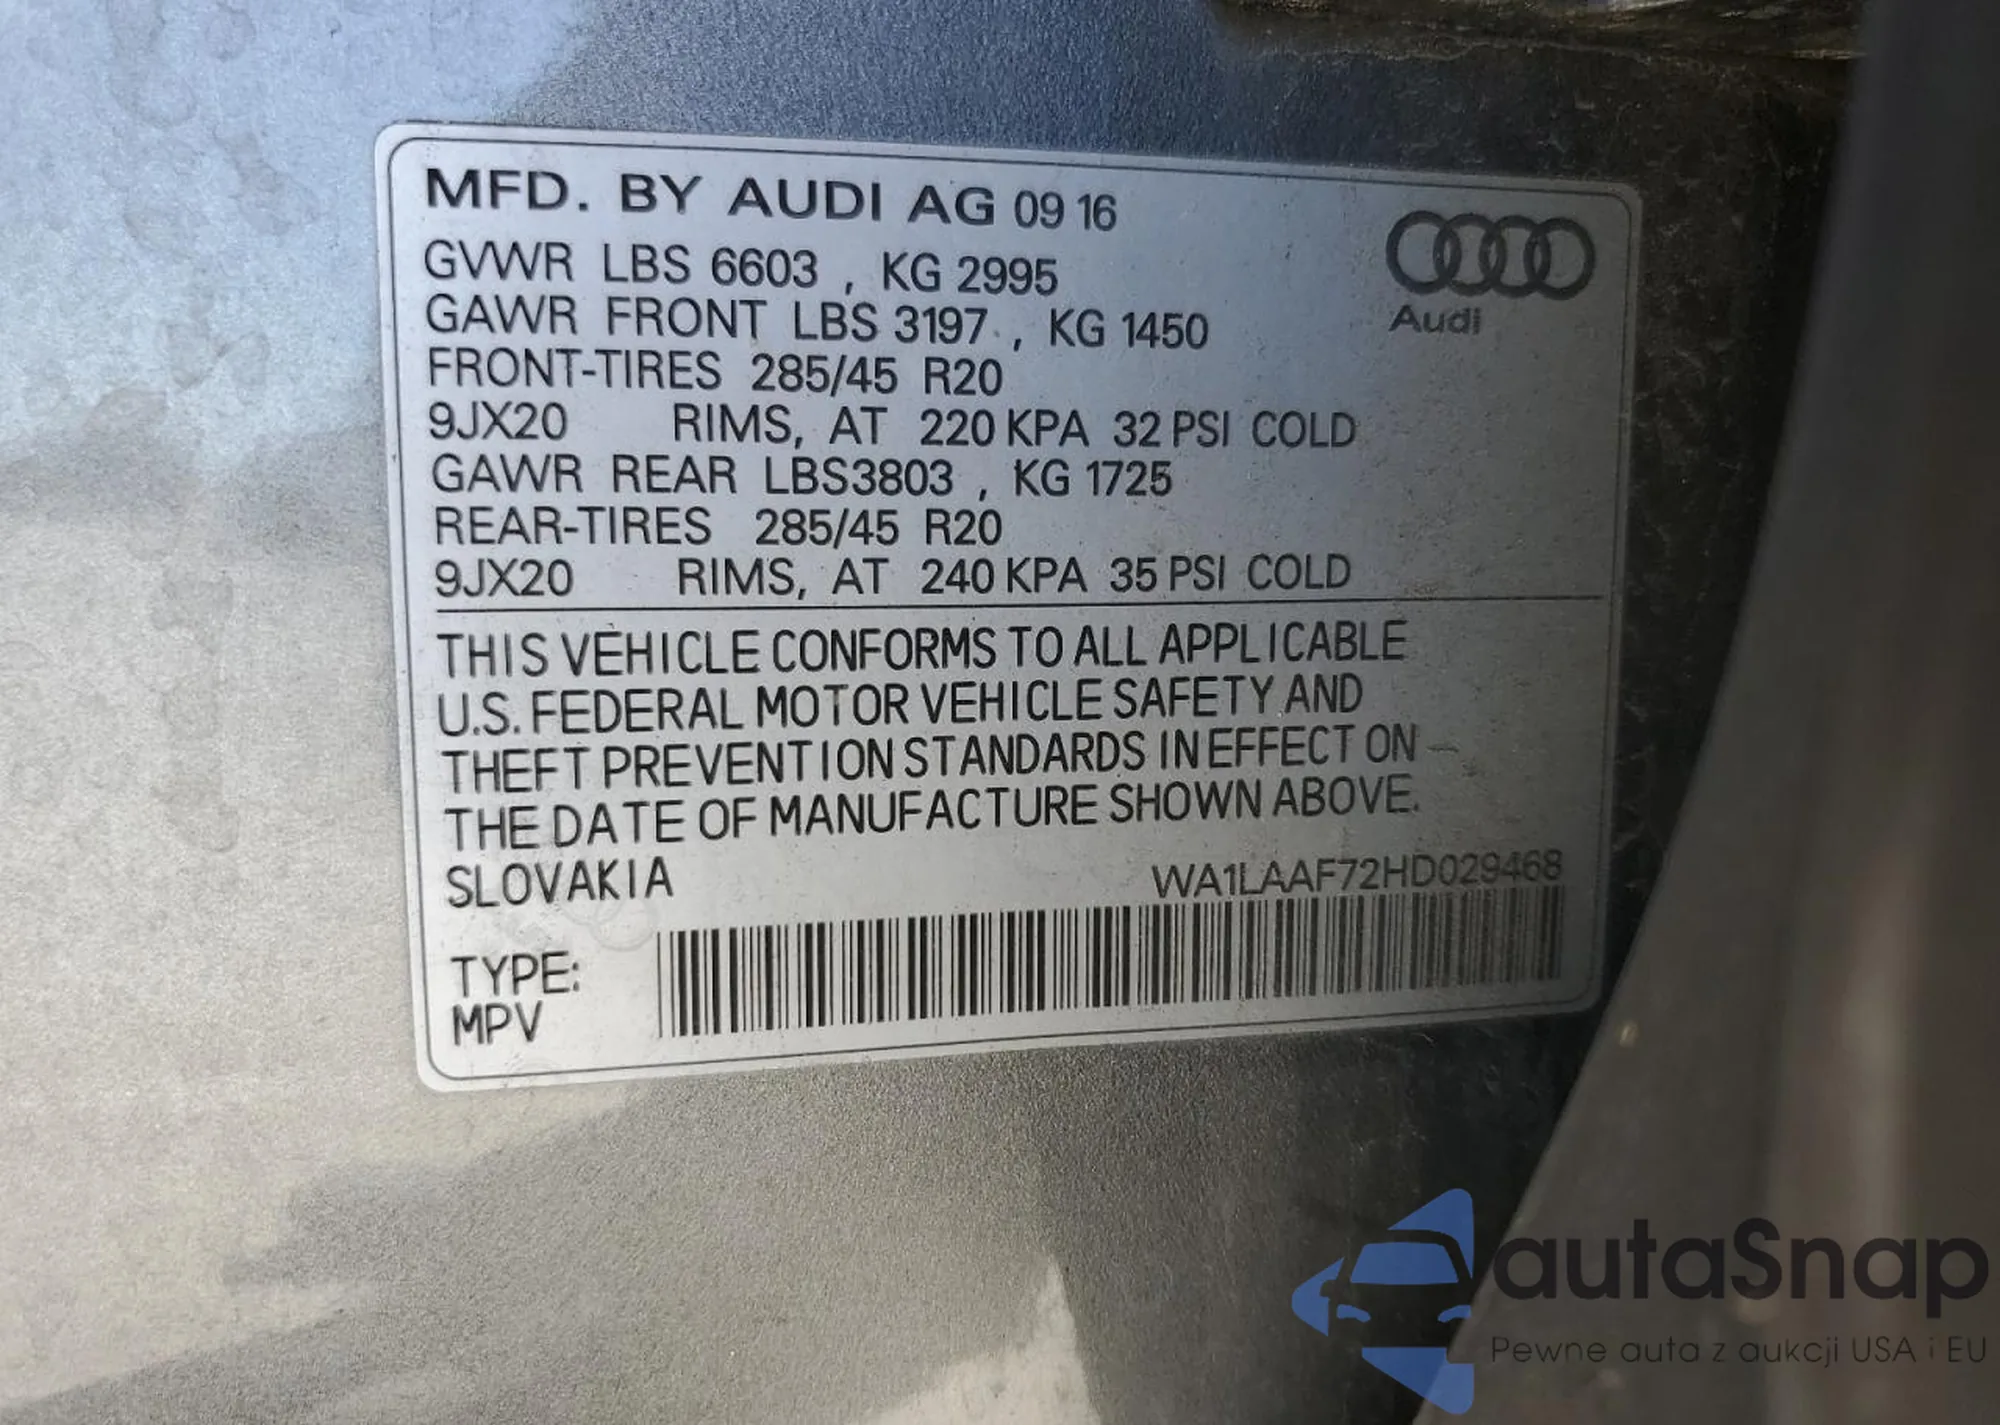 MFD. BY AUDI AG 09 16
GVWR LBS 6603 , KG 2995
GAWR FRONT LBS 3197 , KG 1450
FRONT-TIRES 285/45 R20
9JX20 RIMS, AT 220 KPA 32 PSI COLD
GAWR REAR LBS3803 , KG 1725
REAR-TIRES 285/45 R20
9JX20 RIMS, AT 240 KPA 35 PSI COLD
Audi
THIS VEHICLE CONFORMS TO ALL APPLICABLE
U.S. FEDERAL MOTOR VEHICLE SAFETY AND
THEFT PREVENTION STANDARDS IN EFFECT ON
THE DATE OF MANUFACTURE SHOWN ABOVE.
SLOVAKIA WA1LAAF72HD029468
TYPE:
MPV
autaSnap
Pewne auta z aukcji USA i EU